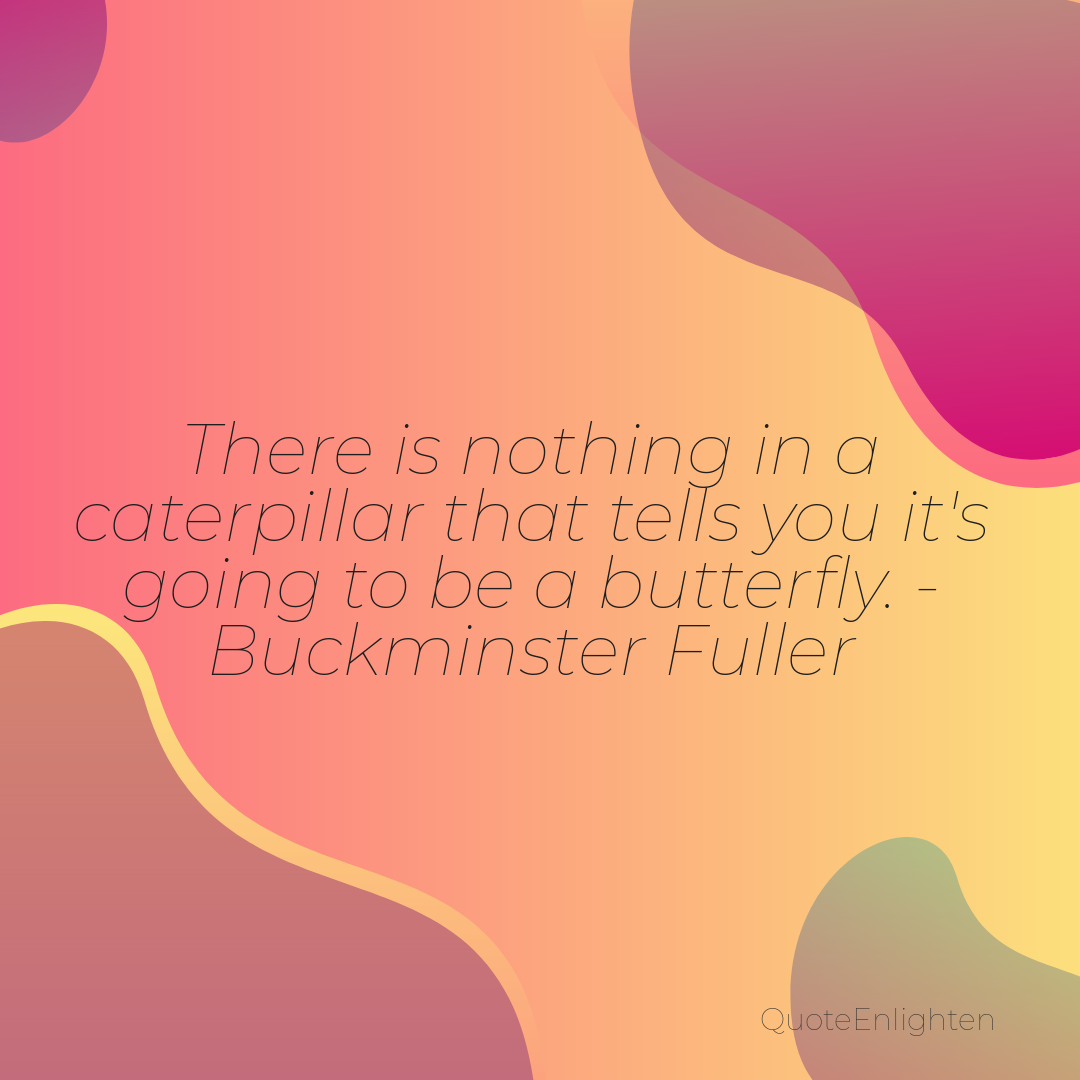 There is nothing in a
caterpillar that tells you it's
going to be a butterfly. -
Buckminster Fuller
QuoteEnlighten